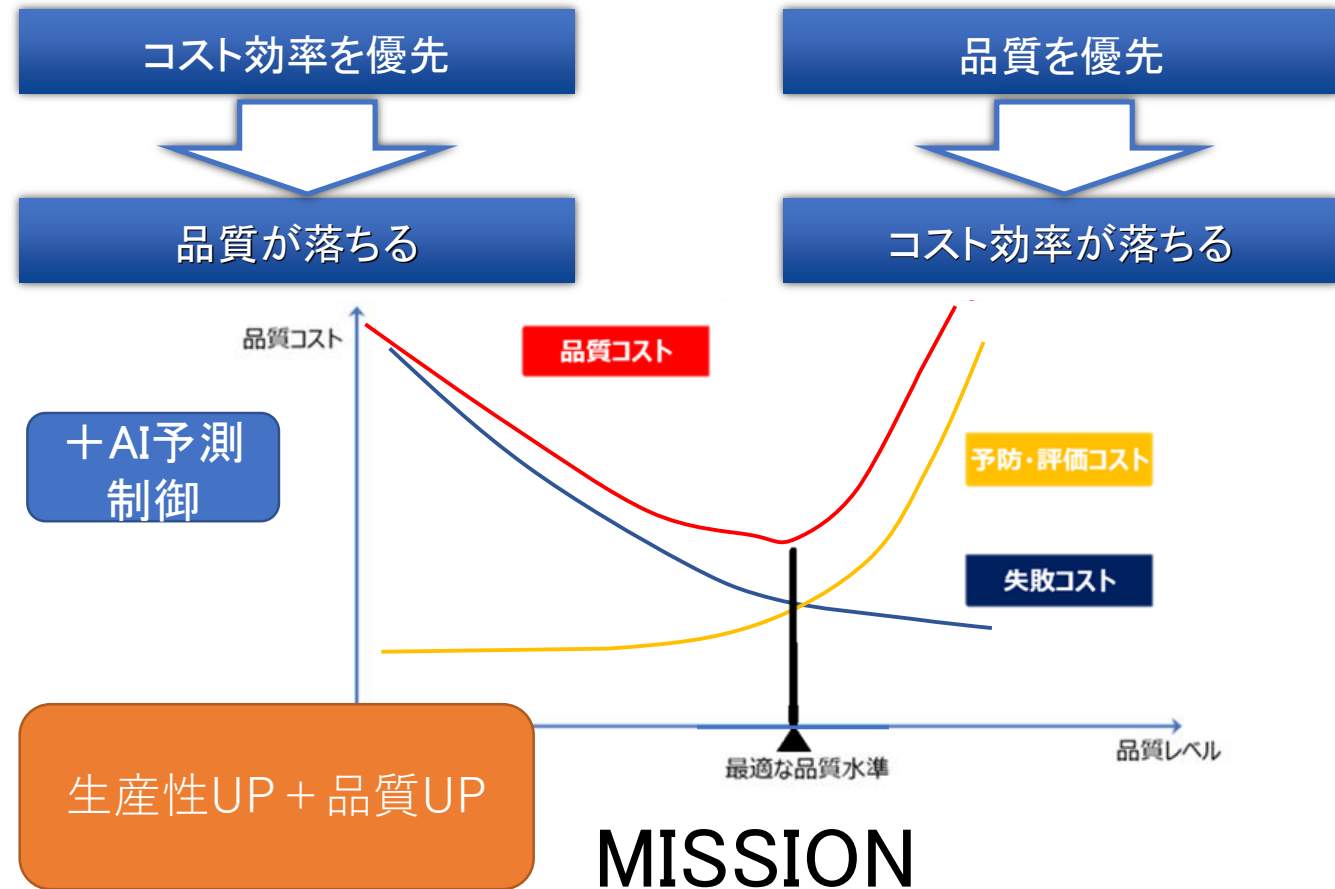 コスト効率を優先
品質を優先
品質が落ちる
コスト効率が落ちる
品質コスト
品質コスト
＋AI予測
制御
予防・評価コスト
失敗コスト
品質レベル
最適な品質水準
生産性UP＋品質UP
MISSION